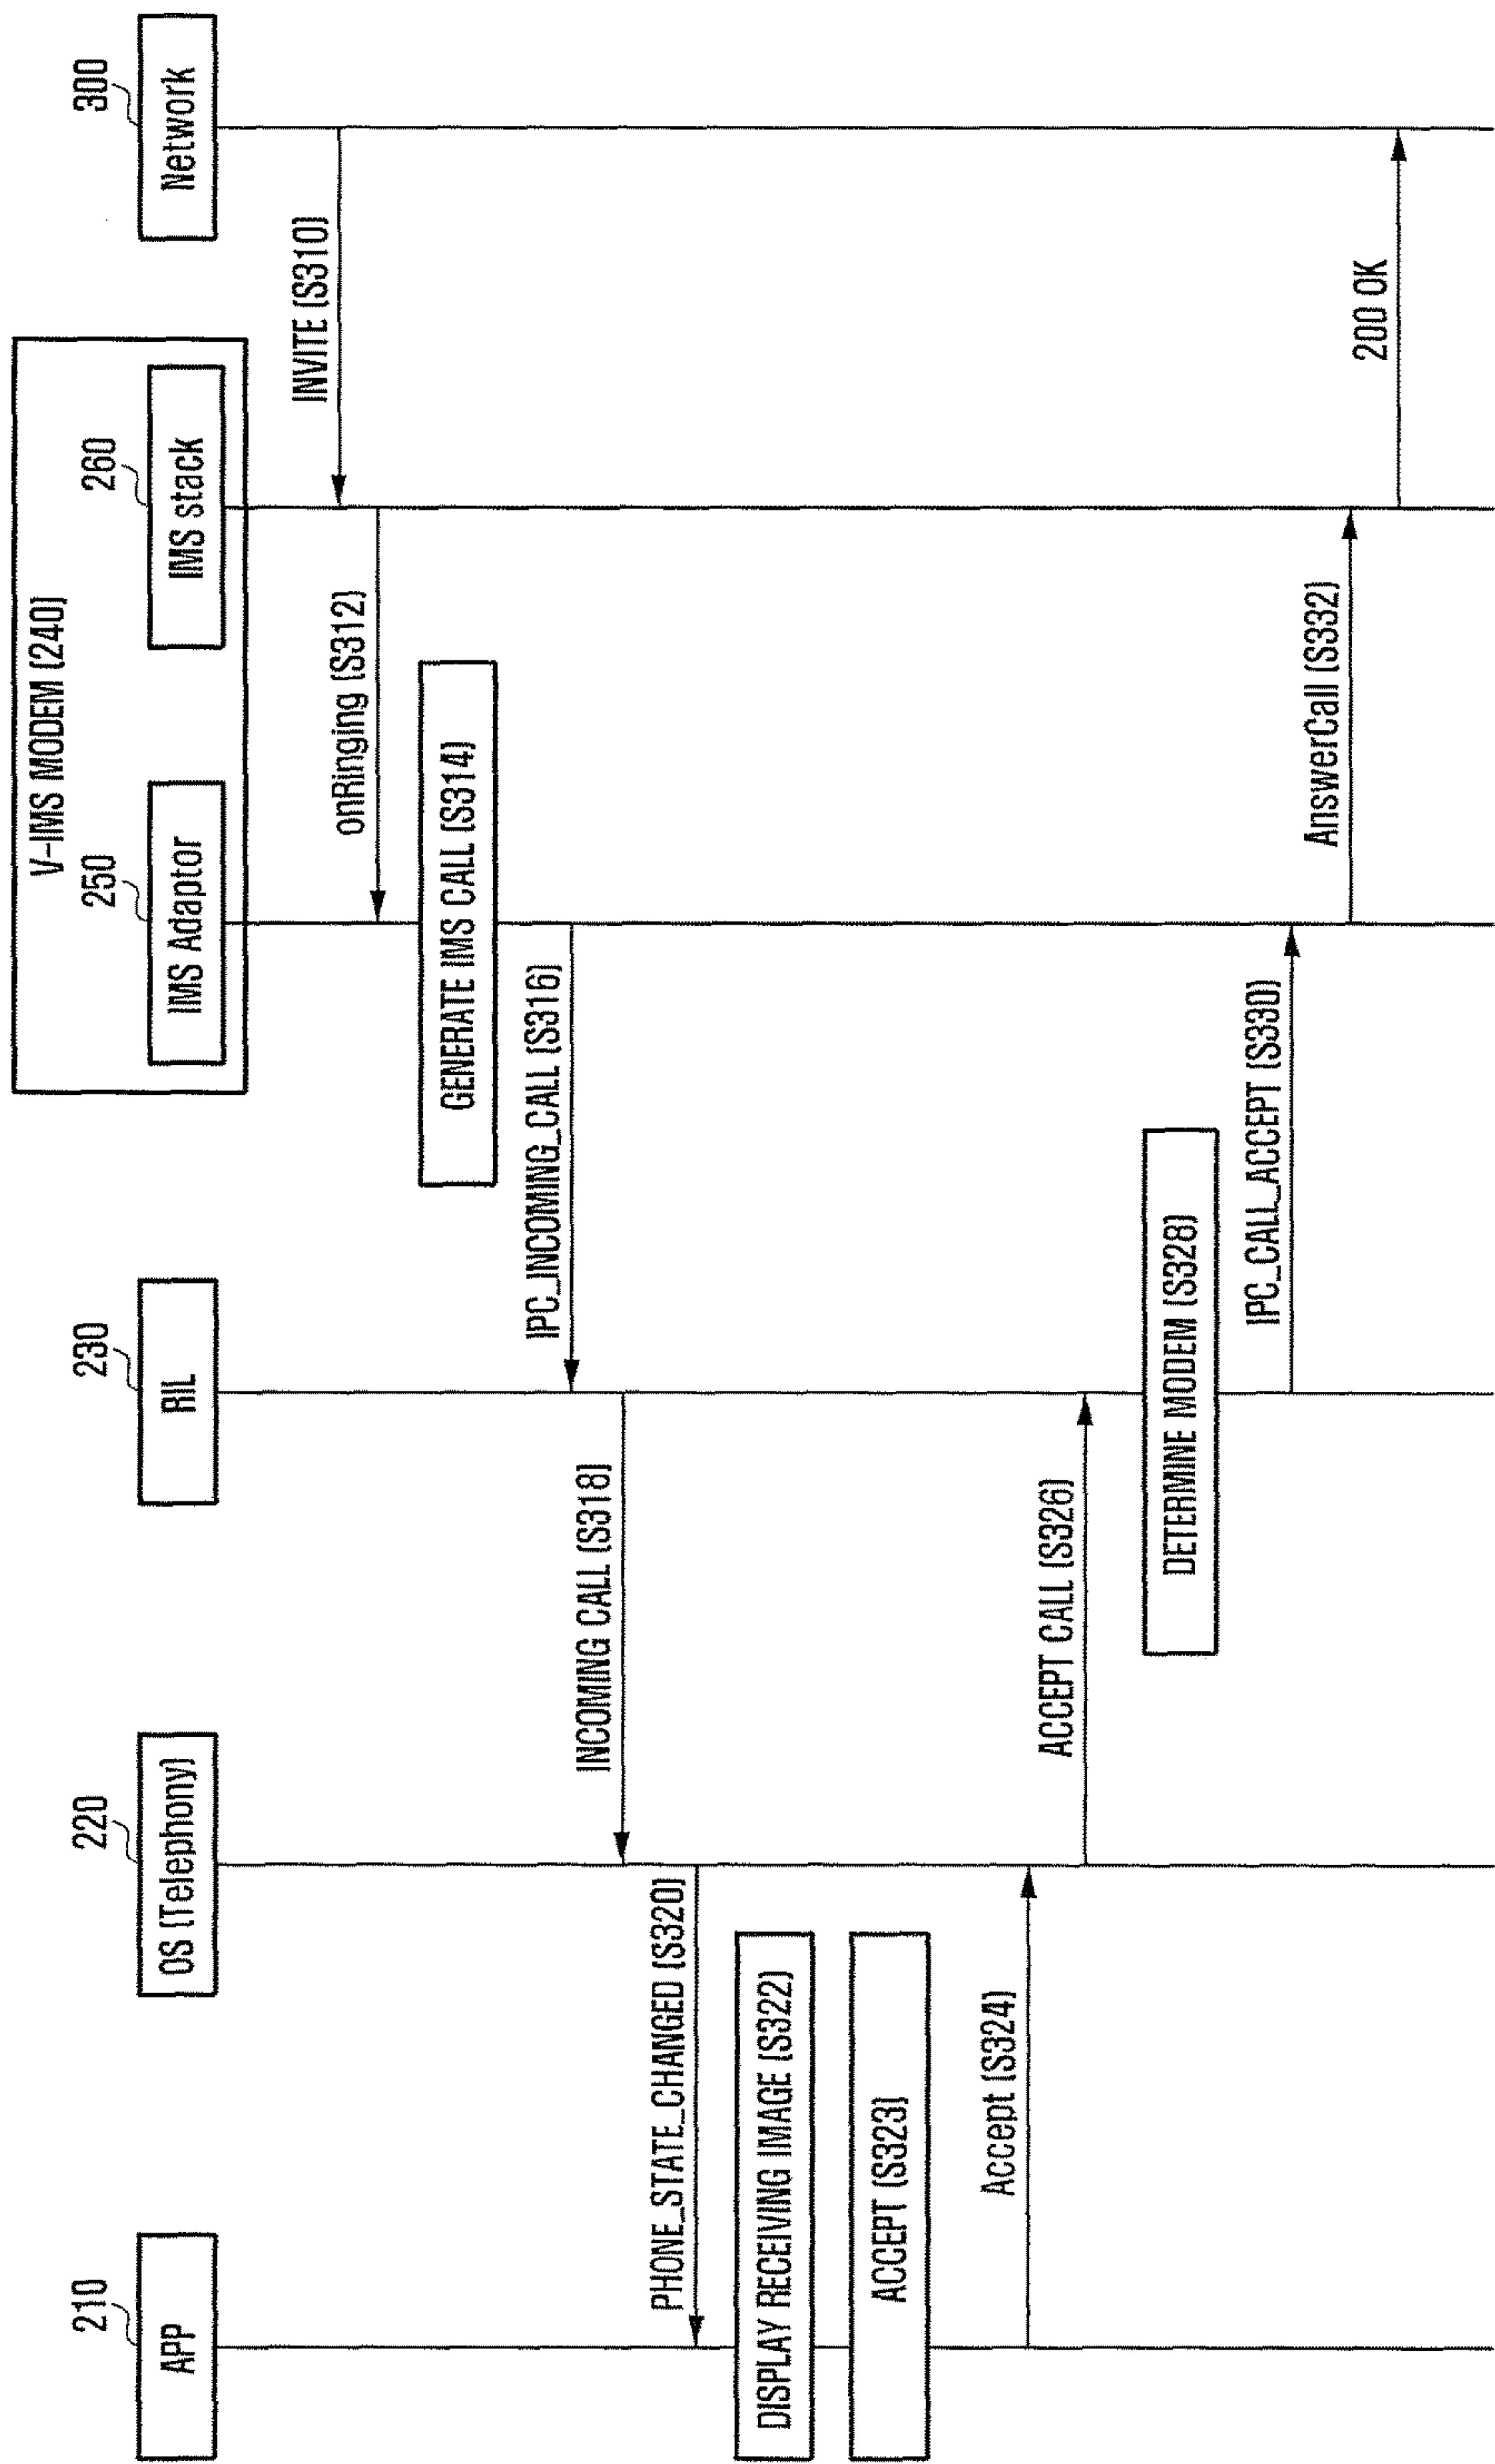 V-IMS MODEM (240)
210
220
230
250
260
300
APP
OS (Telephony)
RIL
IMS Adaptor
IMS stack
Network
INVITE (S310)
onRinging (S312)
GENERATE IMS CALL (S314)
IPC_INCOMING_CALL (S316)
INCOMING CALL (S318)
PHONE_STATE_CHANGED (S320)
DISPLAY RECEIVING IMAGE (S322)
ACCEPT (S323)
Accept (S324)
ACCEPT CALL (S326)
DETERMINE MODEM (S328)
IPC_CALL_ACCEPT (S330)
AnswerCall (S332)
200 OK